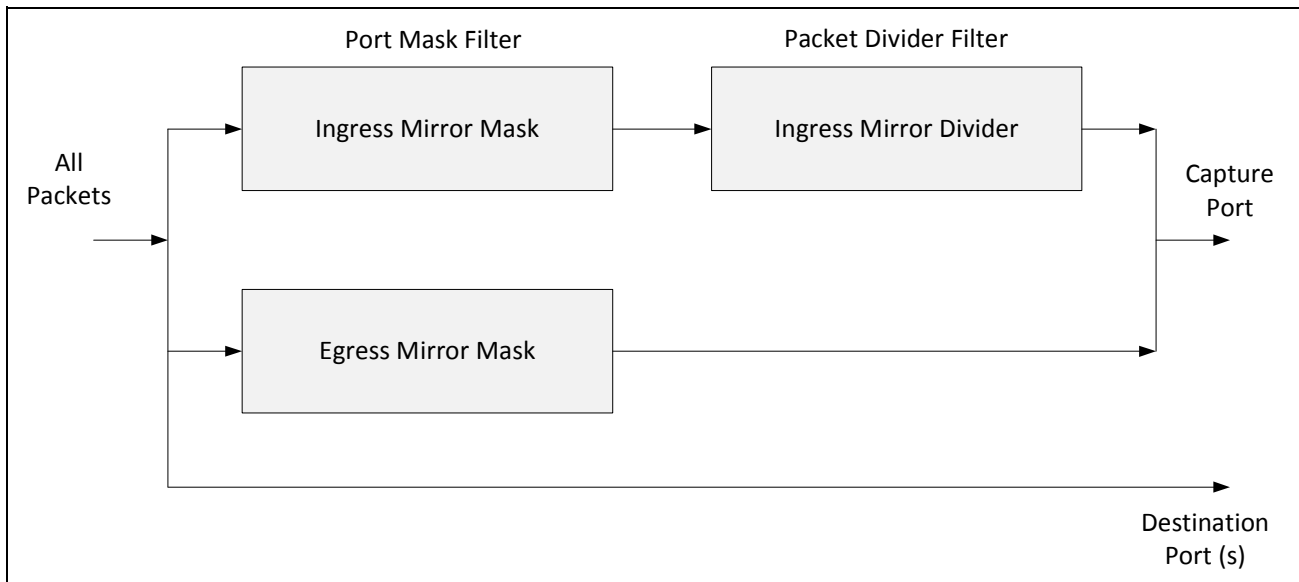 Port Mask Filter
Packet Divider Filter
Ingress Mirror Mask
Ingress Mirror Divider
All
Packets
Capture
Port
Egress Mirror Mask
Destination
Port (s)